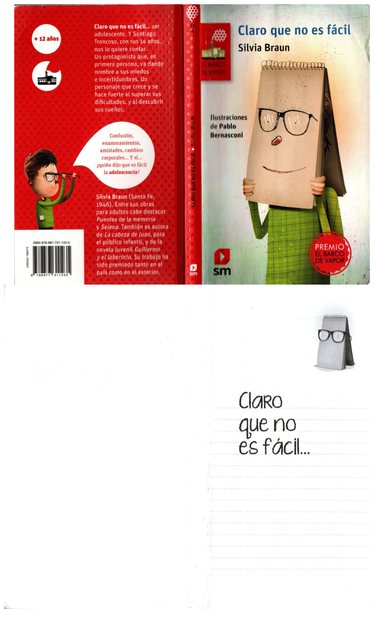 Claro que no es fácil... ser
adolescente. Y Santiago
Troncoso, con sus 14 años,
nos lo quiere contar.
Un protagonista que, en
primera persona, va dando
nombre a sus miedos
e incertidumbres. Un
personaje que crece y se
hace fuerte al superar sus
dificultades, y al descubrir
sus sueños.
+ 12 años
Confusión,
enamoramientos,
amistades, cambios
corporales... Y sí...
¿quién dijo que es fácil
la adolescencia?
Silvia Braun (Santa Fe,
1946). Entre sus obras
para adultos cabe destacar
Puentes de la memoria
y Selena. También es autora
de La cabeza de Juan, para
el público infantil, y de la
novela juvenil Guillermo
y el laberinto. Su trabajo ha
sido premiado tanto en el
país como en el exterior.
sm
EL BARCO
DE VAPOR
Claro que no es fácil
Silvia Braun
Ilustraciones
de Pablo
Bernasconi
PREMIO
EL BARCO
DE VAPOR
sm
Claro
que no
es fácil...